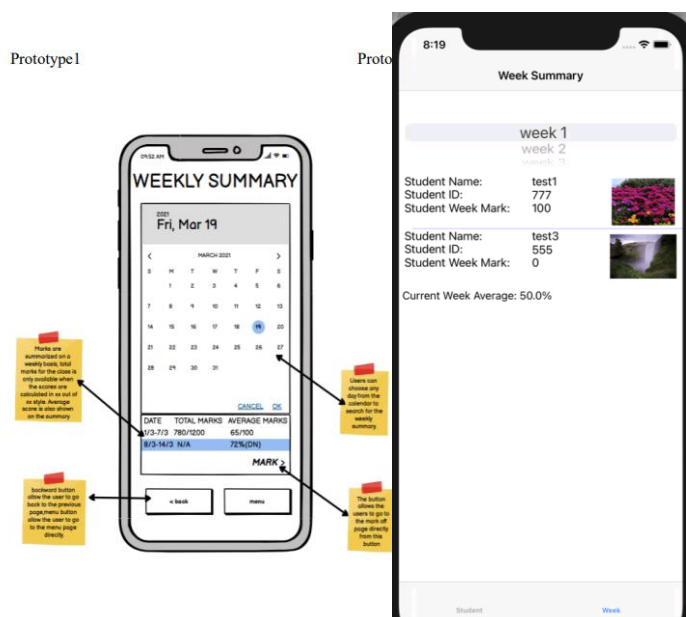 Prototype1
Proto
09:52 AM
WEEKLY SUMMARY
2021
Fri, Mar 19
< MARCH 2021 >
S M T W T F S
1 2 3 4 5 6
7 8 9 10 11 12 13
14 15 16 17 18 19 20
21 22 23 24 25 26 27
28 29 30 31
CANCEL OK
DATE TOTAL MARKS AVERAGE MARKS
1/3-7/3 780/1200 65/100
8/3-14/3 N/A 72%(DN)
MARK >
< back
menu
Marks are
summarized on a
weekly basis, total
marks for the class is
only available when
the scores are
calculated in xx out of
xx style. Average
score is also shown
on the summary
backward button
allow the user to go
back to the previous
page,menu button
allow the user to go
to the menu page
directly.
Users can
choose any
day from the
calendar to
search for the
weekly
summary
The button
allows the
users to go to
the mark off
page directly
from this
button
8:19
Week Summary
week 1
week 2
week 3
Student Name: test1
Student ID: 777
Student Week Mark: 100
Student Name: test3
Student ID: 555
Student Week Mark: 0
Current Week Average: 50.0%
Student
Week